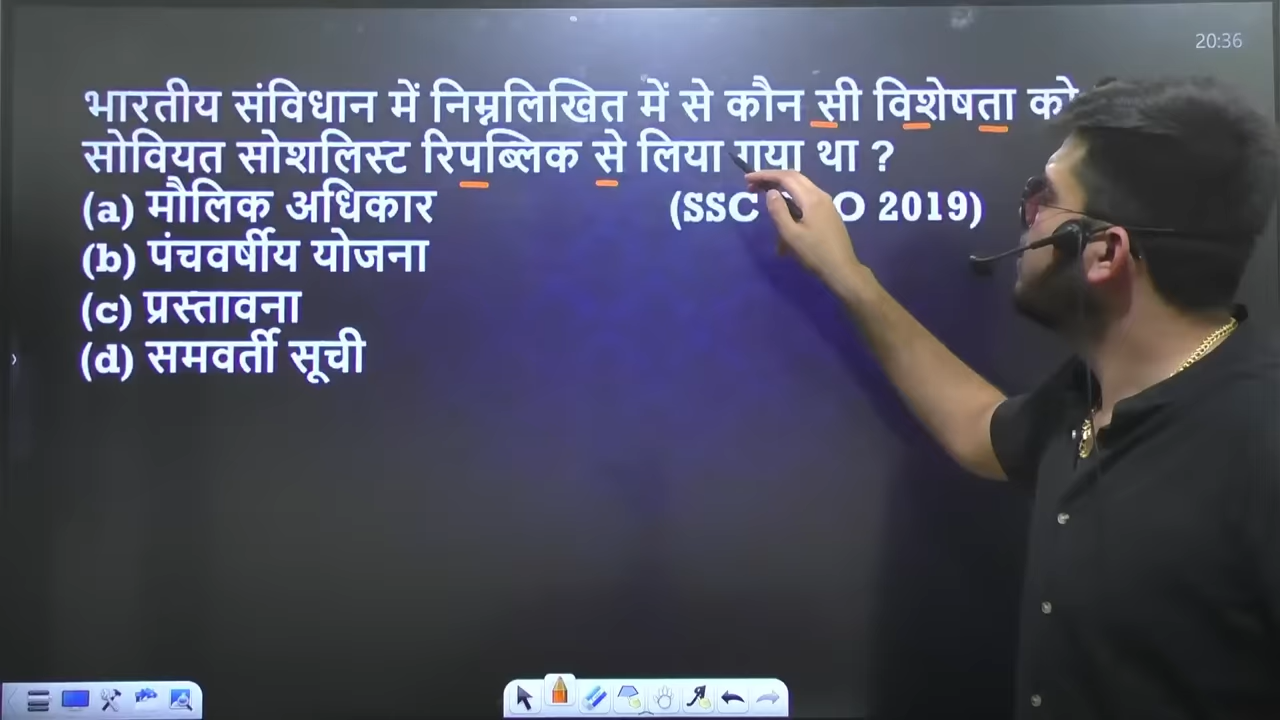 20:36
भारतीय संविधान में निम्नलिखित में से कौन सी विशेषता को
सोवियत सोशलिस्ट रिपब्लिक से लिया गया था ?
(a) मौलिक अधिकार (SSC 2019)
(b) पंचवर्षीय योजना
(c) प्रस्तावना
(d) समवर्ती सूची